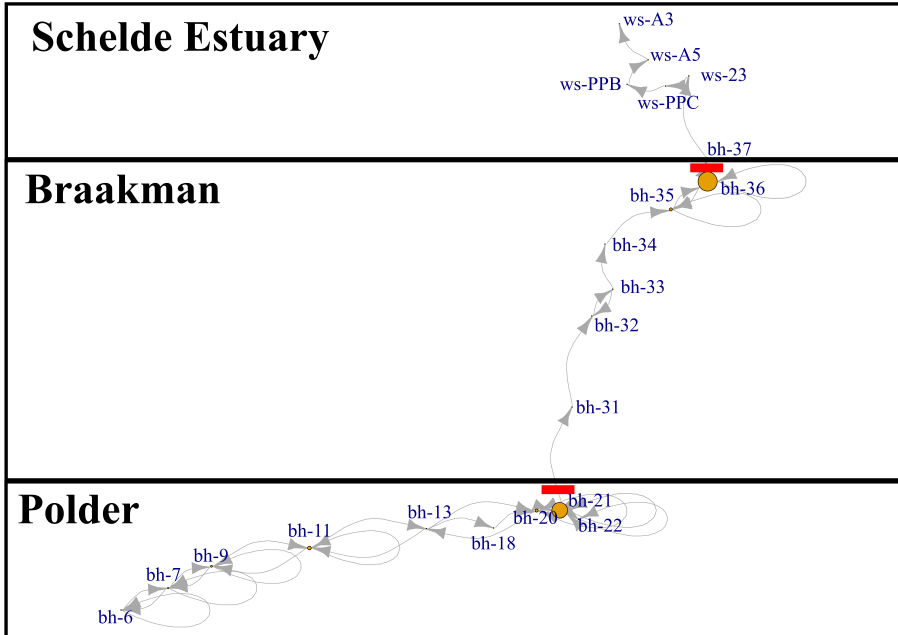 Schelde Estuary
ws-A3
ws-A5
ws-23
ws-PPB
ws-PPC
bh-37
Braakman
bh-36
bh-35
bh-34
bh-33
bh-32
bh-31
Polder
bh-21
bh-20
bh-22
bh-13
bh-18
bh-11
bh-9
bh-7
bh-6